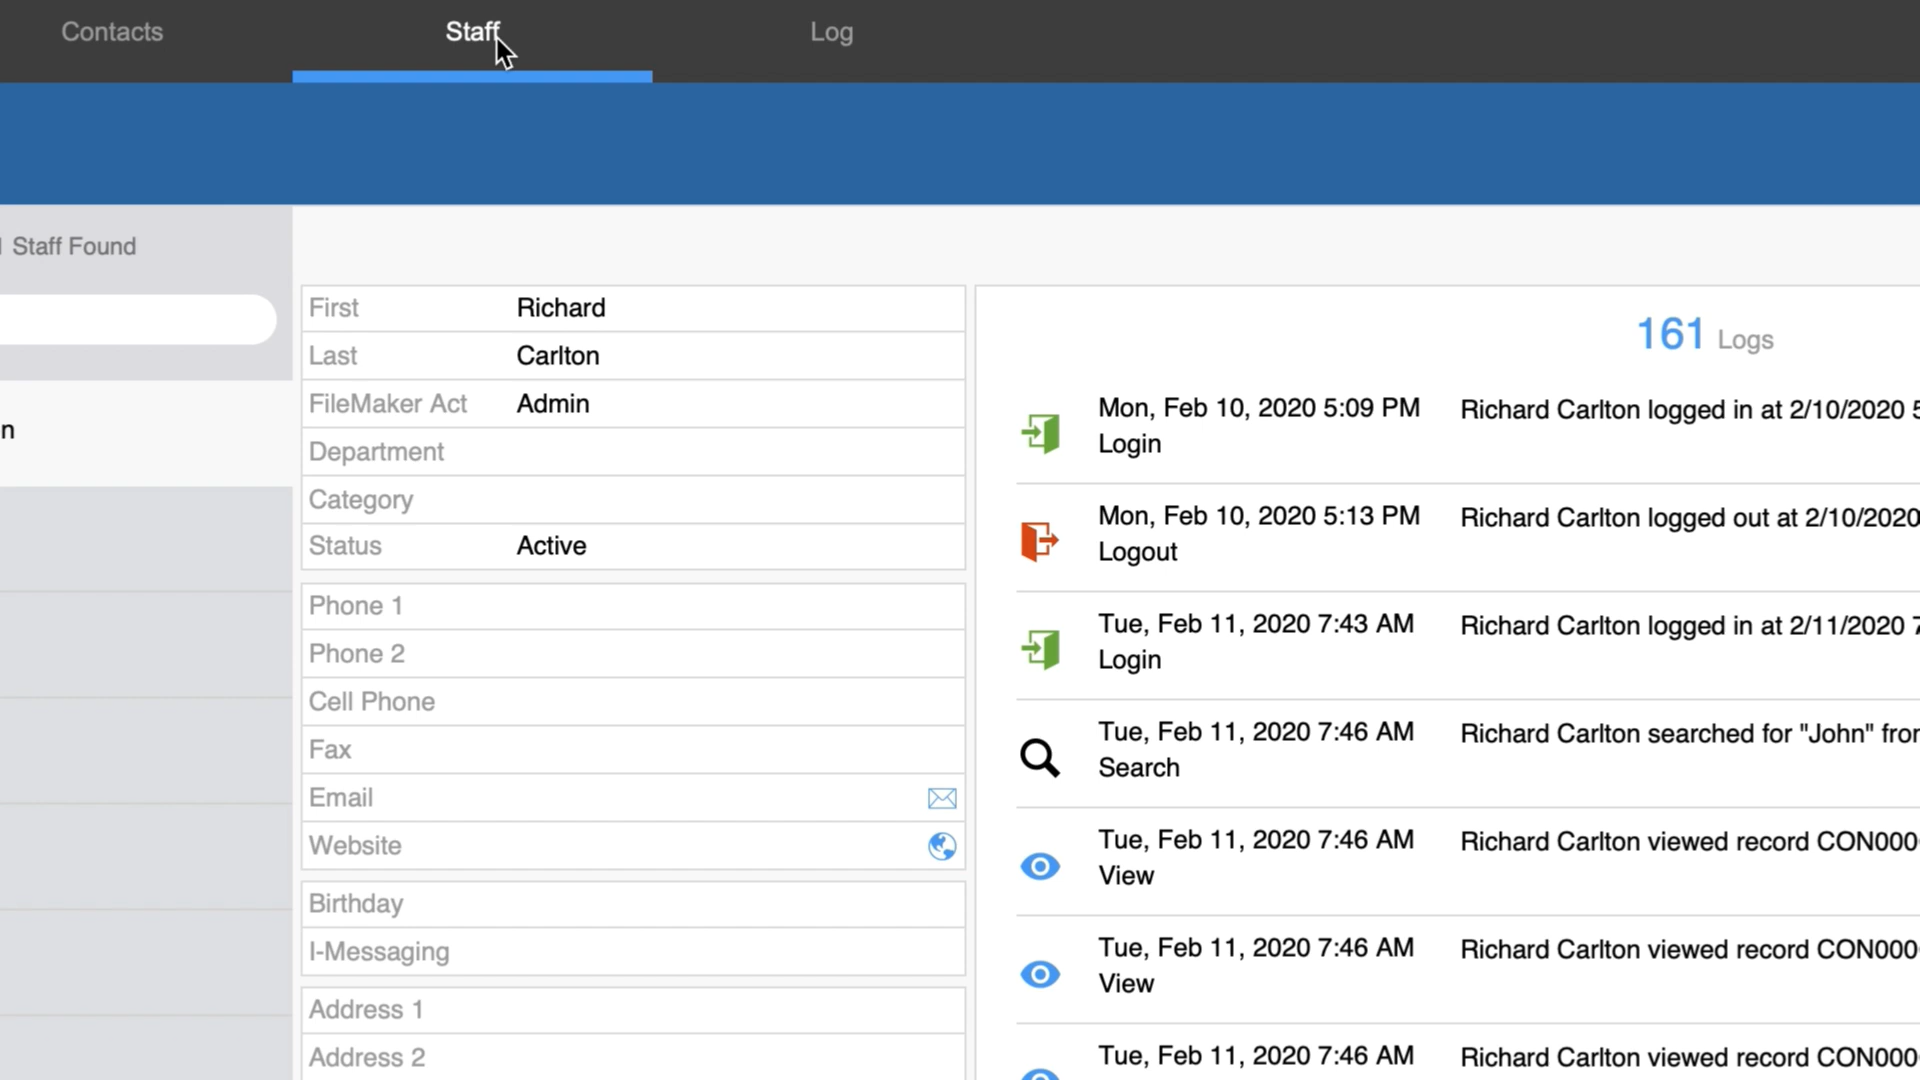 Contacts Staff Log
Staff Found
n
First Richard
Last Carlton
FileMaker Act Admin
Department
Category
Status Active
Phone 1
Phone 2
Cell Phone
Fax
Email
Website
Birthday
I-Messaging
Address 1
Address 2
161 Logs
Mon, Feb 10, 2020 5:09 PM Richard Carlton logged in at 2/10/2020 5
Login
Mon, Feb 10, 2020 5:13 PM Richard Carlton logged out at 2/10/2020
Logout
Tue, Feb 11, 2020 7:43 AM Richard Carlton logged in at 2/11/2020 7
Login
Tue, Feb 11, 2020 7:46 AM Richard Carlton searched for "John" from
Search
Tue, Feb 11, 2020 7:46 AM Richard Carlton viewed record CON000
View
Tue, Feb 11, 2020 7:46 AM Richard Carlton viewed record CON000
View
Tue, Feb 11, 2020 7:46 AM Richard Carlton viewed record CON000